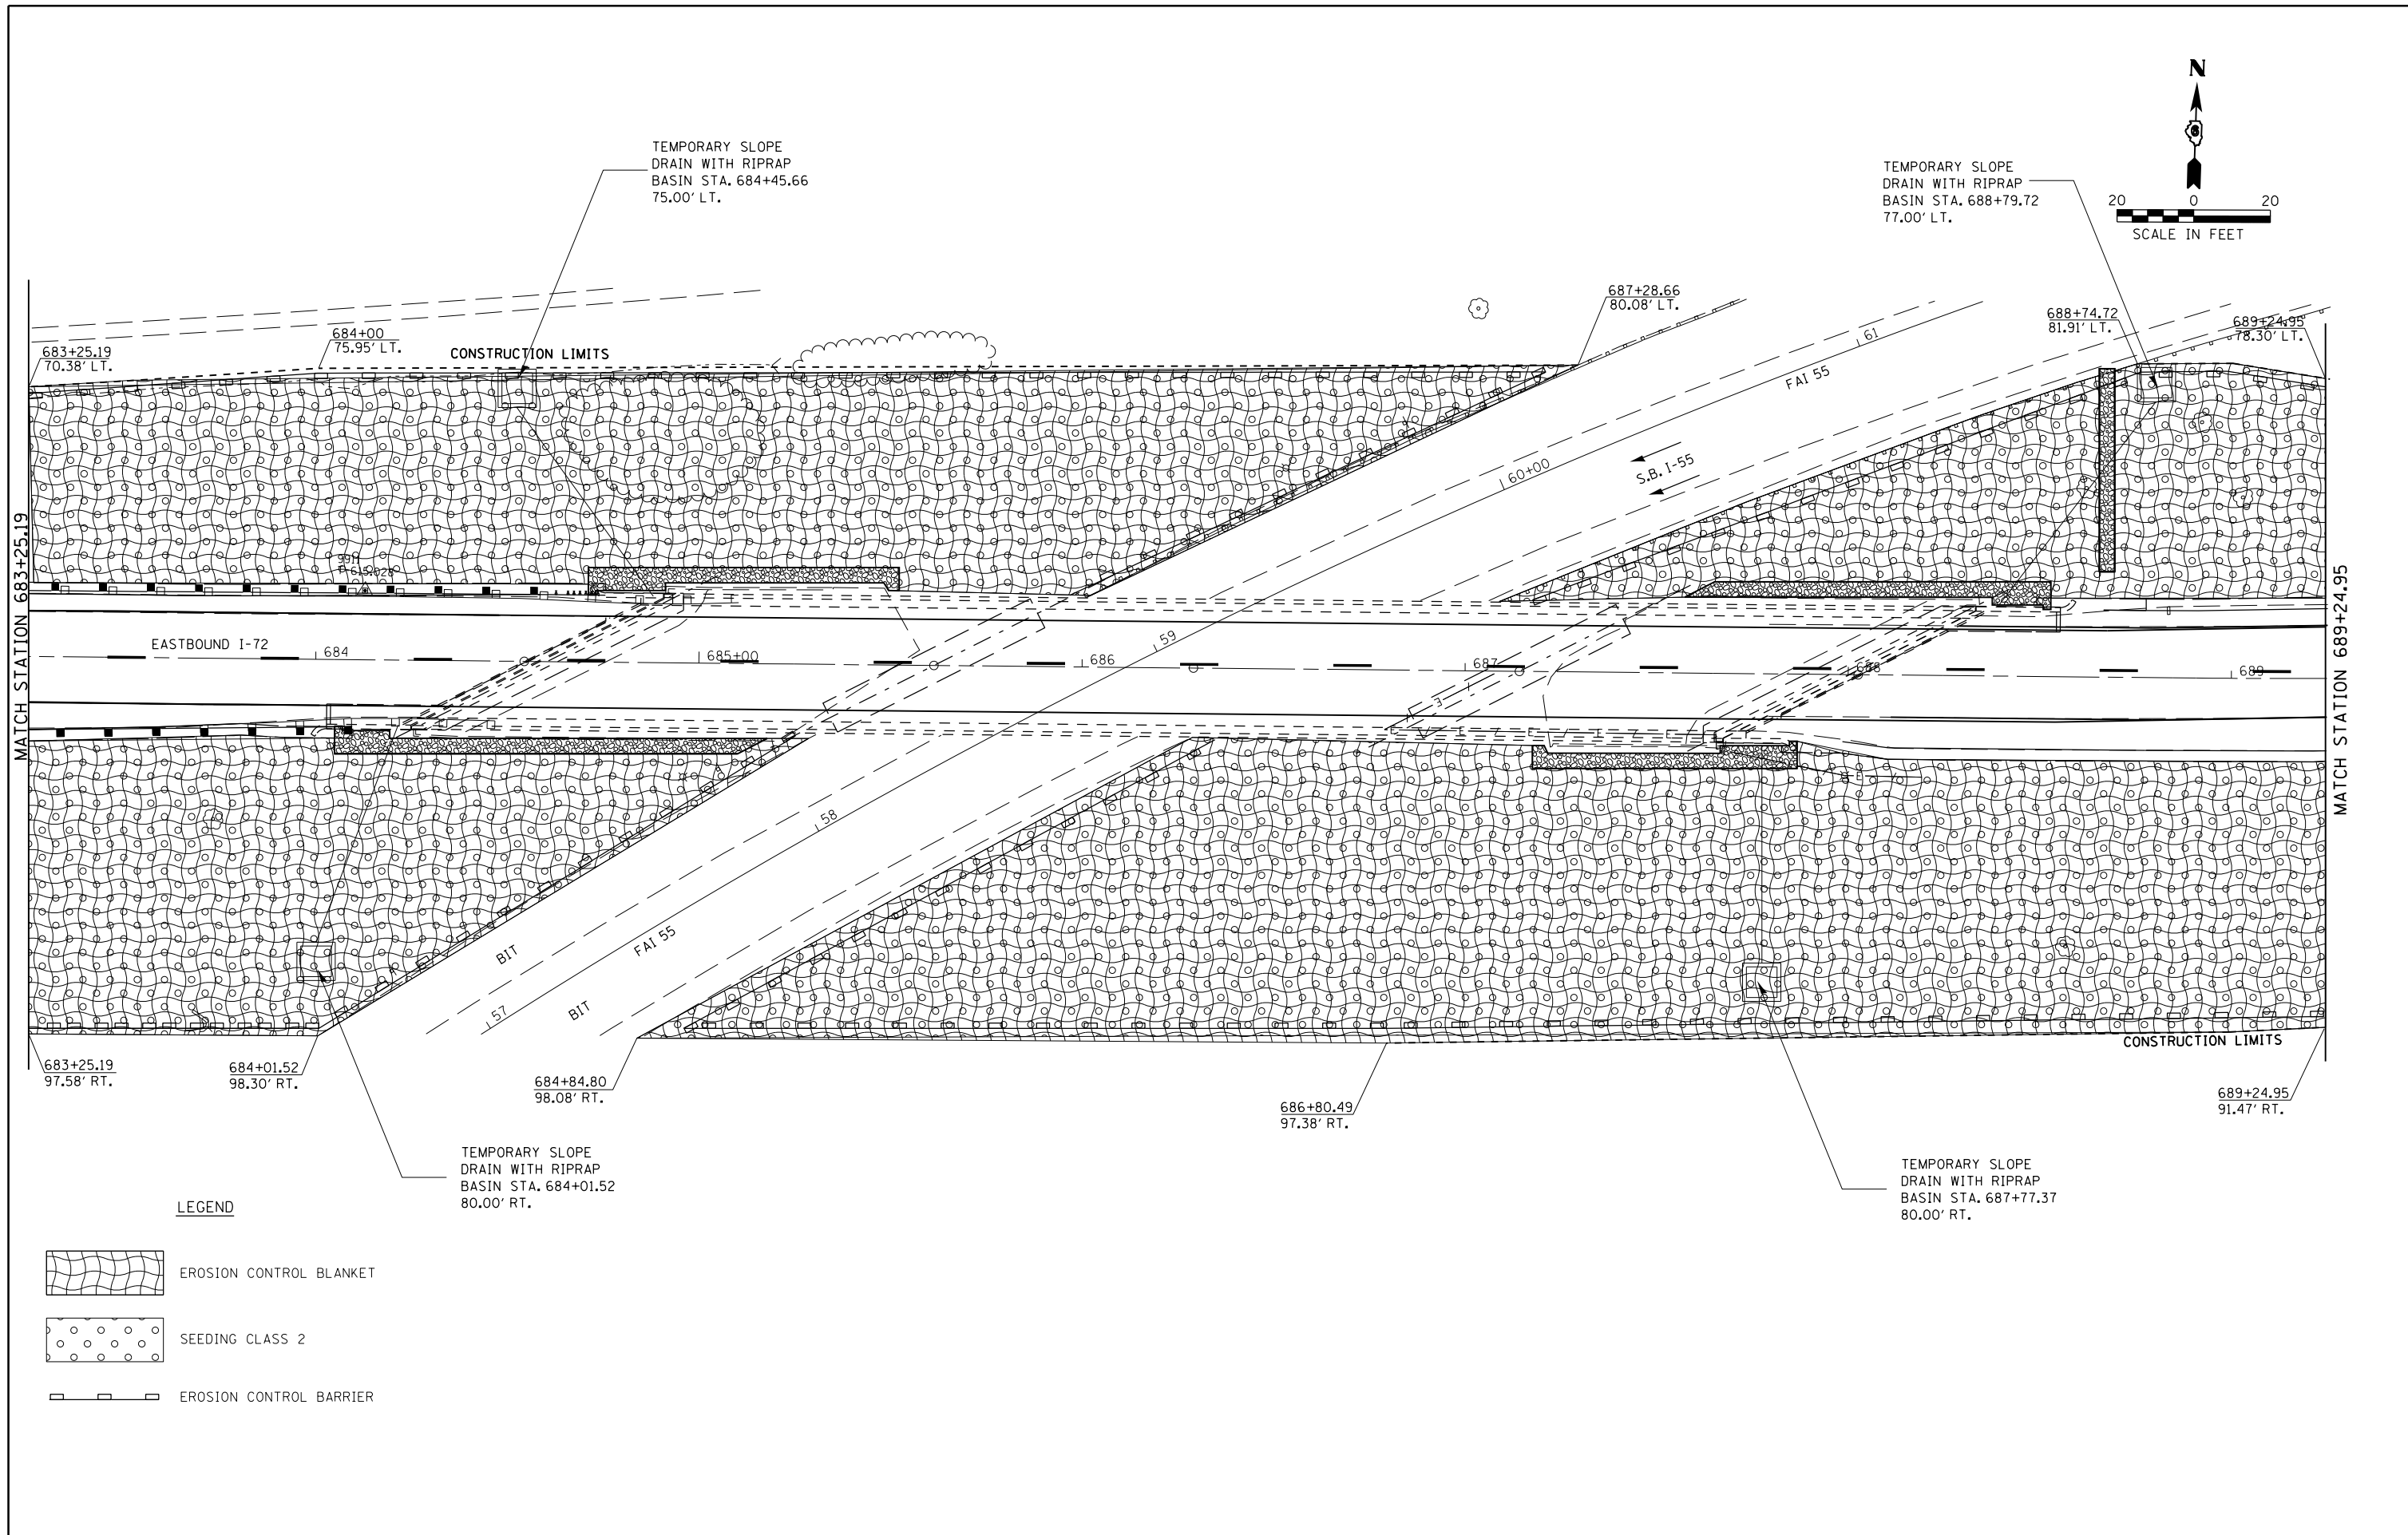 N
20 0 20
SCALE IN FEET
TEMPORARY SLOPE
DRAIN WITH RIPRAP
BASIN STA. 684+45.66
75.00' LT.
TEMPORARY SLOPE
DRAIN WITH RIPRAP
BASIN STA. 688+79.72
77.00' LT.
683+25.19
70.38' LT.
684+00
75.95' LT.
CONSTRUCTION LIMITS
687+28.66
80.08' LT.
688+74.72
81.91' LT.
689+24.95
78.30' LT.
61
FAI 55
60+00
S.B. I-55
MATCH STATION 683+25.19
MATCH STATION 689+24.95
EASTBOUND I-72
684
685+00
686
59
687
688
689
58
FAI 55
BIT
57
BIT
CONSTRUCTION LIMITS
683+25.19
97.58' RT.
684+01.52
98.30' RT.
684+84.80
98.08' RT.
686+80.49
97.38' RT.
689+24.95
91.47' RT.
TEMPORARY SLOPE
DRAIN WITH RIPRAP
BASIN STA. 684+01.52
80.00' RT.
TEMPORARY SLOPE
DRAIN WITH RIPRAP
BASIN STA. 687+77.37
80.00' RT.
LEGEND
EROSION CONTROL BLANKET
SEEDING CLASS 2
EROSION CONTROL BARRIER